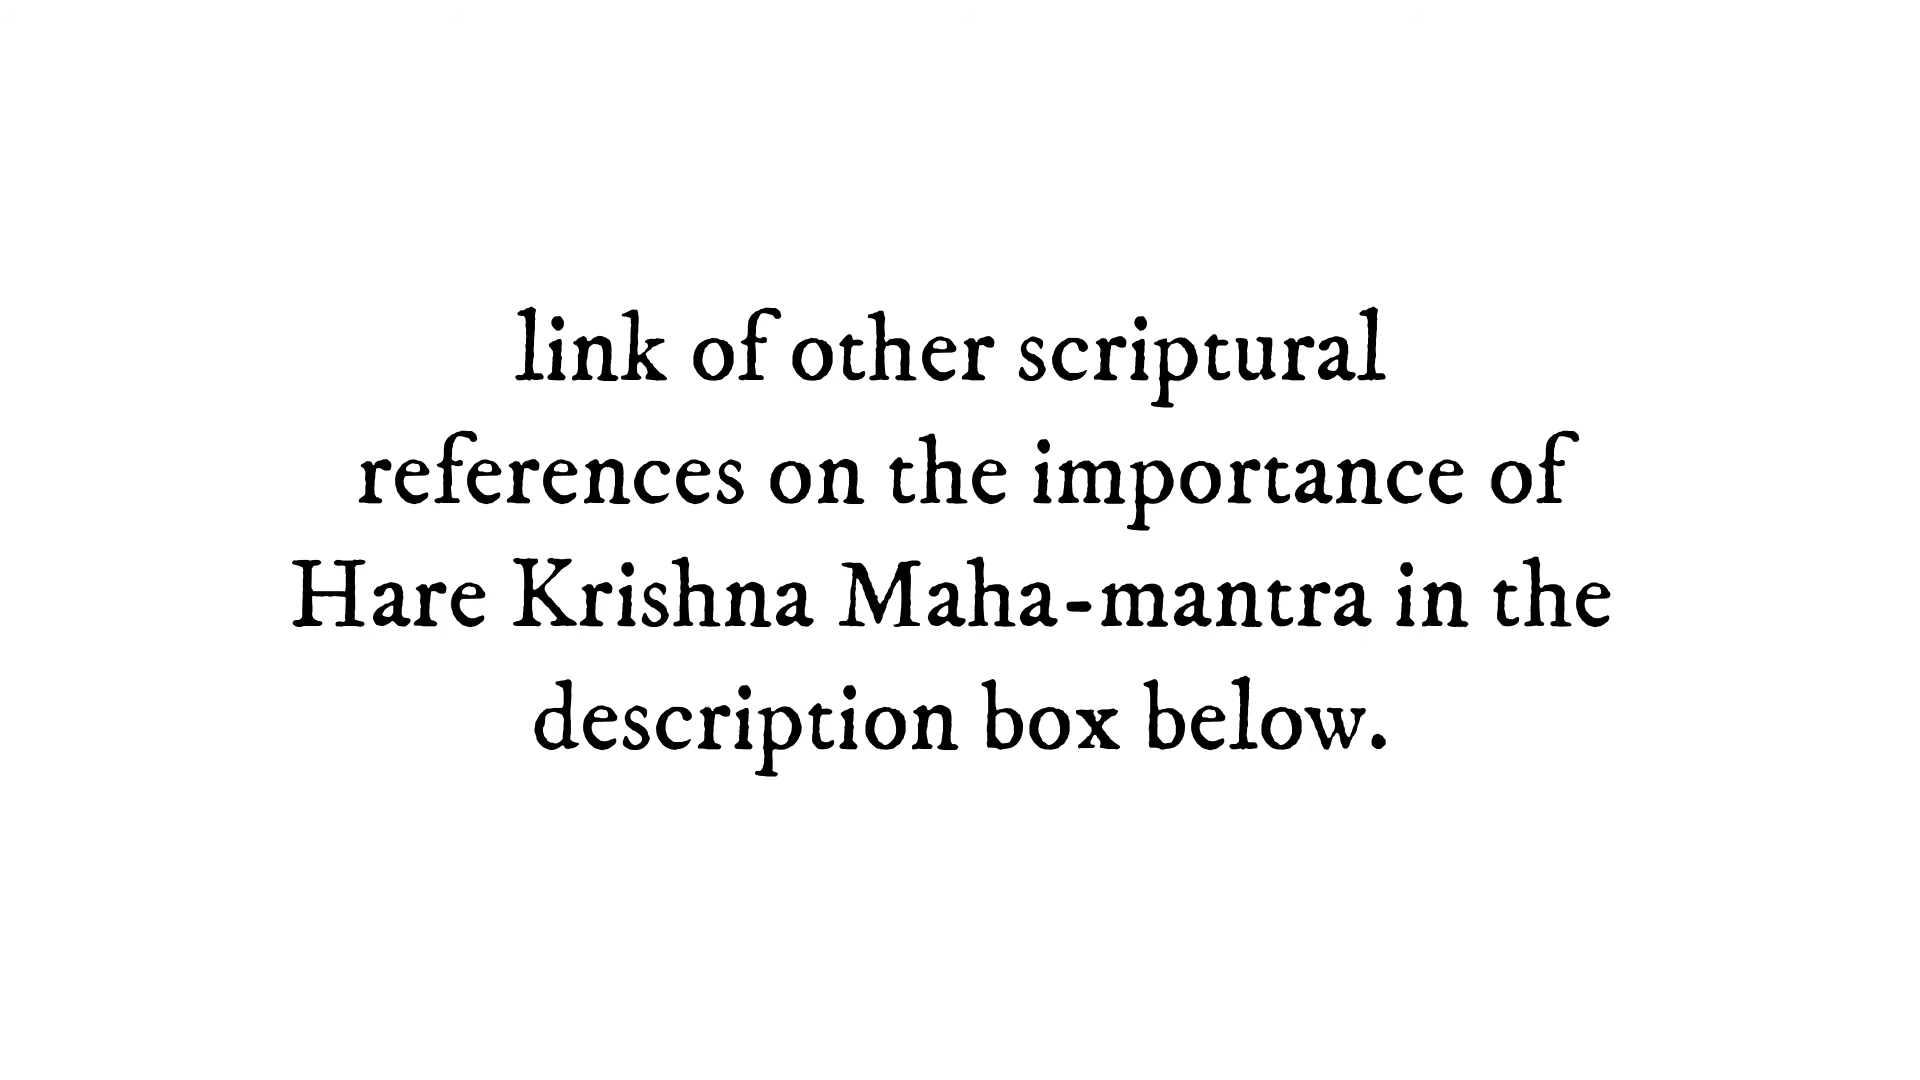 link of other scriptural
references on the importance of
Hare Krishna Maha-mantra in the
description box below.